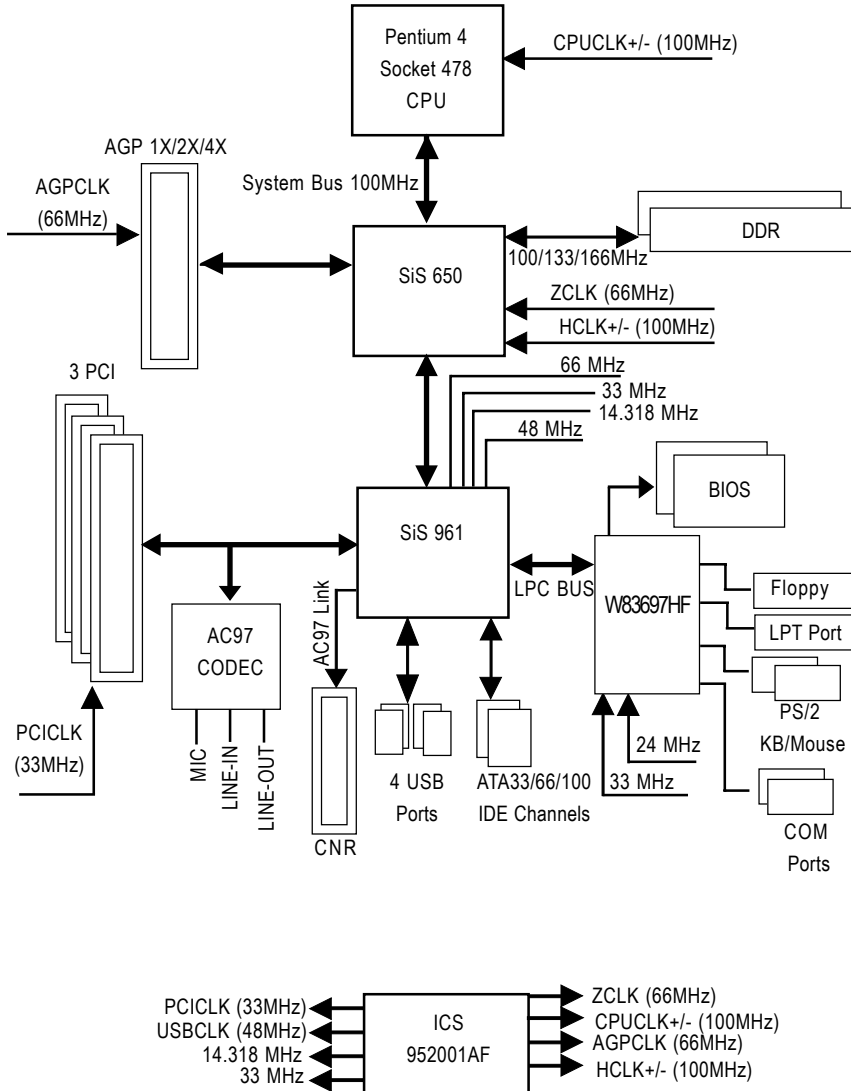 Pentium 4
Socket 478
CPU
CPUCLK+/- (100MHz)
AGP 1X/2X/4X
System Bus 100MHz
AGPCLK
(66MHz)
DDR
SiS 650
100/133/166MHz
ZCLK (66MHz)
HCLK+/- (100MHz)
3 PCI
66 MHz
33 MHz
14.318 MHz
48 MHz
BIOS
SiS 961
LPC BUS
W83697HF
Floppy
LPT Port
AC97 Link
AC97
CODEC
PS/2
KB/Mouse
PCICLK
(33MHz)
MIC
LINE-IN
LINE-OUT
24 MHz
33 MHz
4 USB
Ports
ATA33/66/100
IDE Channels
CNR
COM
Ports
PCICLK (33MHz)
USBCLK (48MHz)
14.318 MHz
33 MHz
ICS
952001AF
ZCLK (66MHz)
CPUCLK+/- (100MHz)
AGPCLK (66MHz)
HCLK+/- (100MHz)